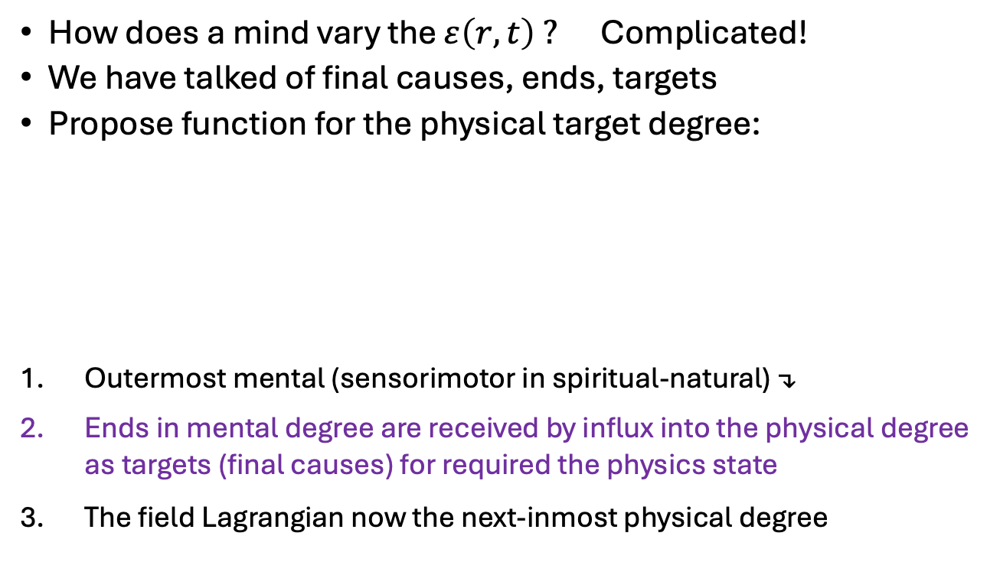 • How does a mind vary the 𝜀(𝑟, 𝑡) ? Complicated!
• We have talked of final causes, ends, targets
• Propose function for the physical target degree:
1. Outermost mental (sensorimotor in spiritual-natural) ↴
2. Ends in mental degree are received by influx into the physical degree
as targets (final causes) for required the physics state
3. The field Lagrangian now the next-inmost physical degree